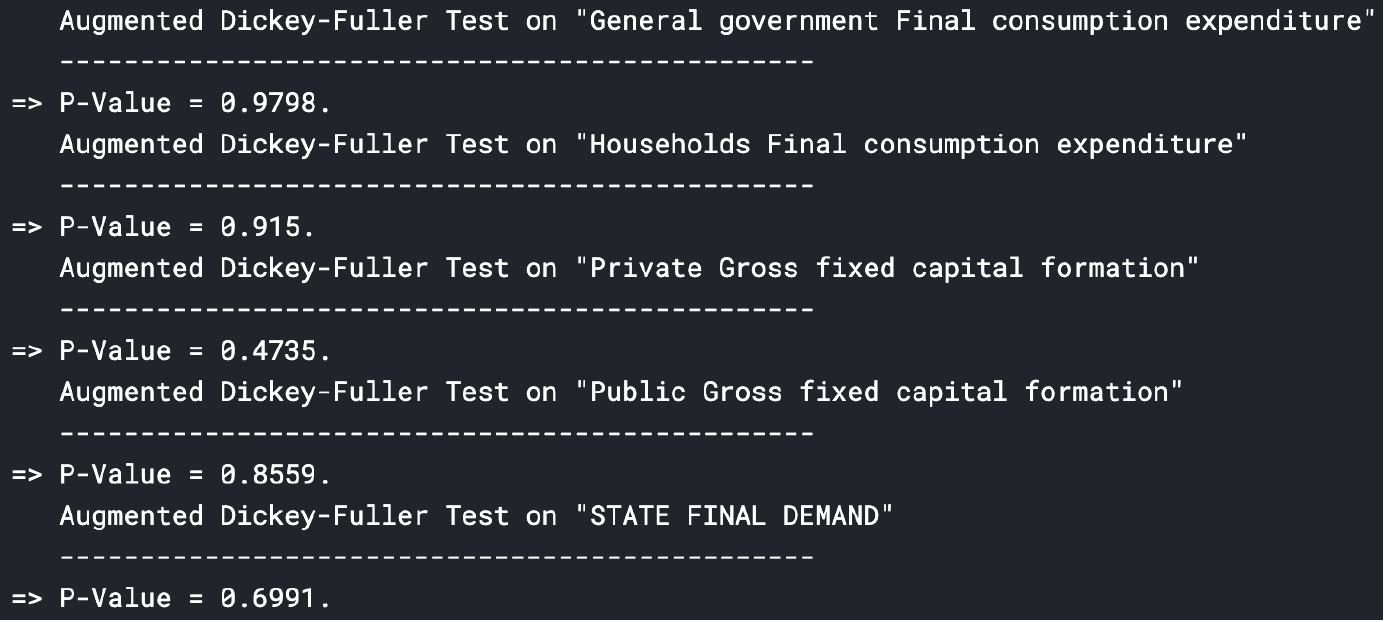 Augmented Dickey-Fuller Test on "General government Final consumption expenditure"
-----------------------------------------------
=> P-Value = 0.9798.
Augmented Dickey-Fuller Test on "Households Final consumption expenditure"
-----------------------------------------------
=> P-Value = 0.915.
Augmented Dickey-Fuller Test on "Private Gross fixed capital formation"
-----------------------------------------------
=> P-Value = 0.4735.
Augmented Dickey-Fuller Test on "Public Gross fixed capital formation"
-----------------------------------------------
=> P-Value = 0.8559.
Augmented Dickey-Fuller Test on "STATE FINAL DEMAND"
-----------------------------------------------
=> P-Value = 0.6991.